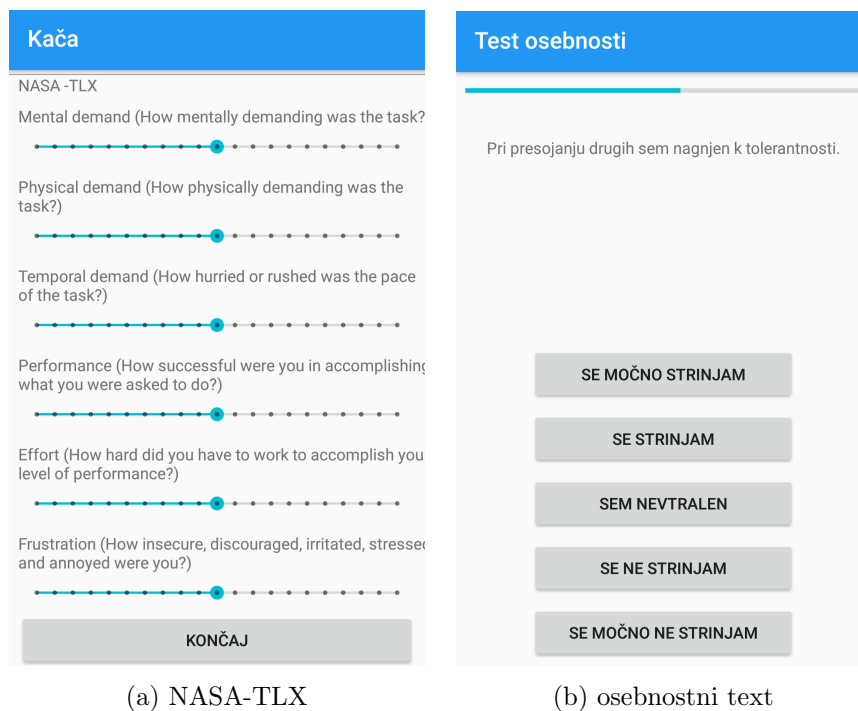 Kača
NASA -TLX
Mental demand (How mentally demanding was the task?
Physical demand (How physically demanding was the
task?)
Temporal demand (How hurried or rushed was the pace
of the task?)
Performance (How successful were you in accomplishing
what you were asked to do?)
Effort (How hard did you have to work to accomplish you
level of performance?)
Frustration (How insecure, discouraged, irritated, stressed
and annoyed were you?)
KONČAJ
(a) NASA-TLX
Test osebnosti
Pri presojanju drugih sem nagnjen k tolerantnosti.
SE MOČNO STRINJAM
SE STRINJAM
SEM NEVTRALEN
SE NE STRINJAM
SE MOČNO NE STRINJAM
(b) osebnostni text